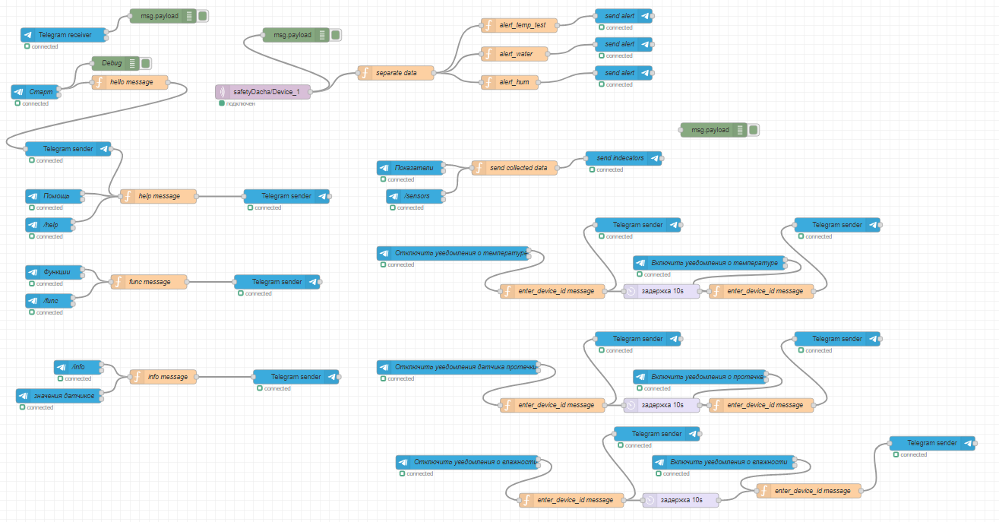 msg.payload
Telegram receiver
connected
Debug
hello message
Старт
connected
msg.payload
safetyDacha/Device_1
подключен
separate data
alert_temp_test
alert_water
alert_hum
send alert
connected
send alert
connected
send alert
connected
msg.payload
Telegram sender
connected
Помощь
connected
/help
connected
help message
Telegram sender
connected
Показатели
connected
/sensors
connected
send collected data
send indecators
connected
Функции
connected
/func
connected
func message
Telegram sender
connected
Отключить уведомления о температуре
connected
enter_device_id message
Telegram sender
connected
задержка 10s
Включить уведомления о температуре
connected
enter_device_id message
Telegram sender
connected
/info
connected
значения датчиков
connected
info message
Telegram sender
connected
Отключить уведомления датчика протечки
connected
enter_device_id message
Telegram sender
connected
задержка 10s
Включить уведомления о протечке
connected
enter_device_id message
Telegram sender
connected
Отключить уведомления о влажности
connected
enter_device_id message
Telegram sender
connected
задержка 10s
Включить уведомления о влажности
connected
enter_device_id message
Telegram sender
connected